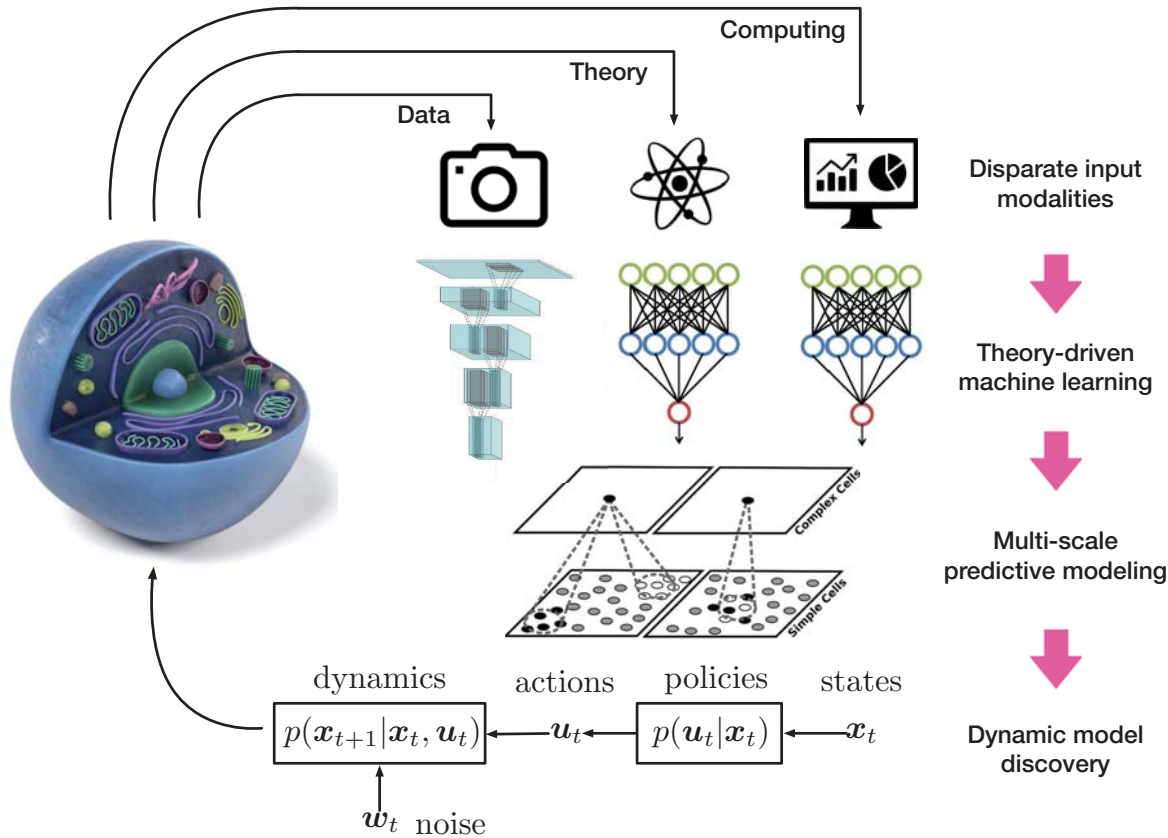 Computing
Theory
Data
Disparate input
modalities
Theory-driven
machine learning
Complex Cells
Multi-scale
predictive modeling
Simple Cells
dynamics
actions
policies
states
p(x_{t+1}|x_t, u_t)
u_t
p(u_t|x_t)
x_t
Dynamic model
discovery
w_t noise